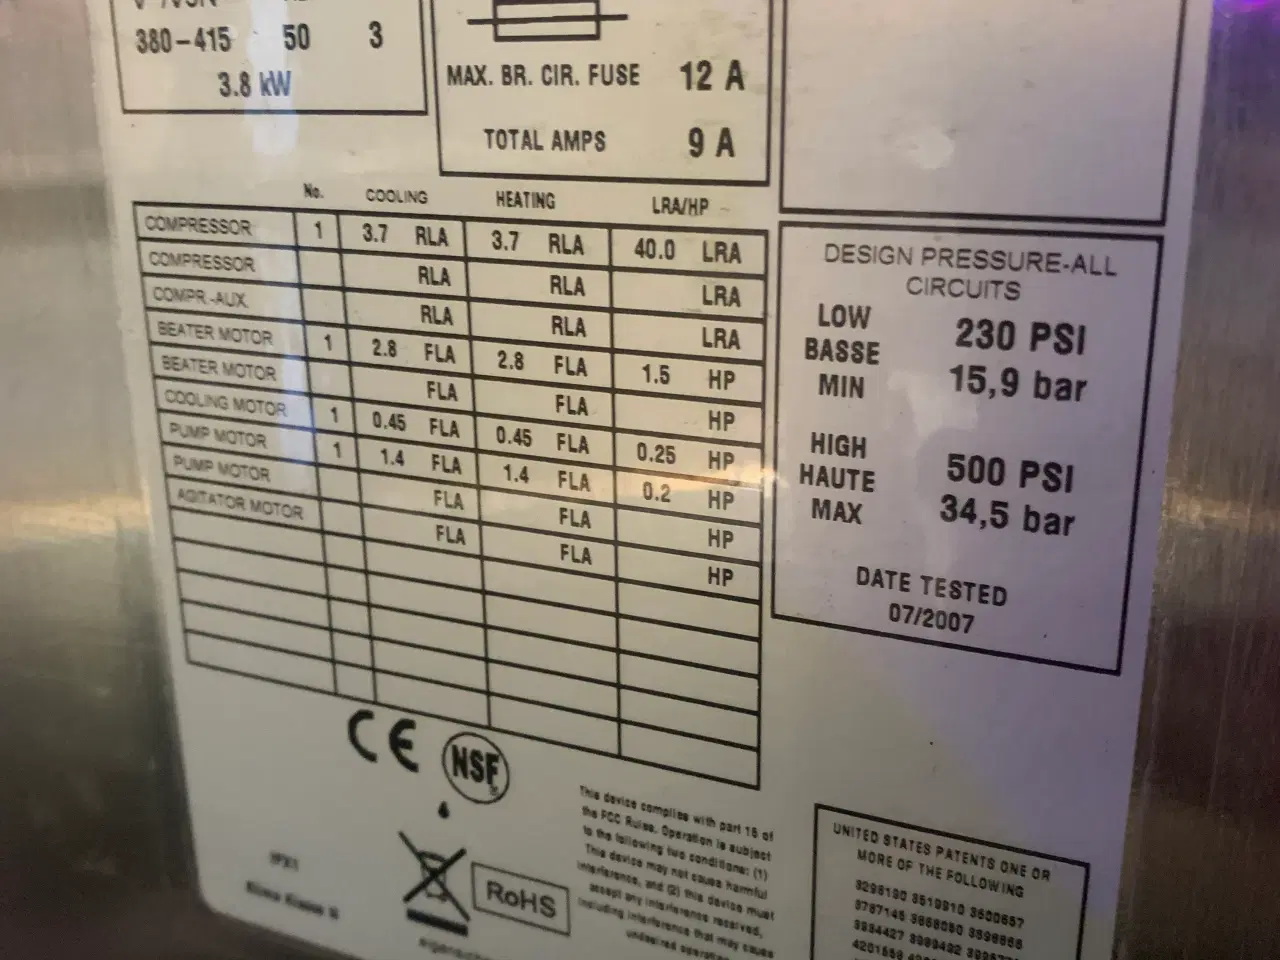 380-415 50 3
3.8 kW
MAX. BR. CIR. FUSE 12 A
TOTAL AMPS 9 A
No. COOLING HEATING LRA/HP
COMPRESSOR 1 3.7 RLA 3.7 RLA 40.0 LRA
COMPRESSOR RLA RLA LRA
COMPR.-AUX. RLA RLA LRA
BEATER MOTOR 1 2.8 FLA 2.8 FLA 1.5 HP
BEATER MOTOR FLA FLA HP
COOLING MOTOR 1 0.45 FLA 0.45 FLA 0.25 HP
PUMP MOTOR 1 1.4 FLA 1.4 FLA 0.2 HP
PUMP MOTOR FLA FLA HP
AGITATOR MOTOR FLA FLA HP
DESIGN PRESSURE-ALL
CIRCUITS
LOW
BASSE
MIN
230 PSI
15,9 bar
HIGH
HAUTE
MAX
500 PSI
34,5 bar
DATE TESTED
07/2007
CE NSF
RoHS
This device complies with part 15 of
the FCC Rules. Operation is subject
to the following two conditions: (1)
This device may not cause harmful
interference, and (2) this device must
accept any interference received,
including interference that may cause
undesired
UNITED STATES PATENTS ONE OR
MORE OF THE FOLLOWING
3298190 3519910 3600657